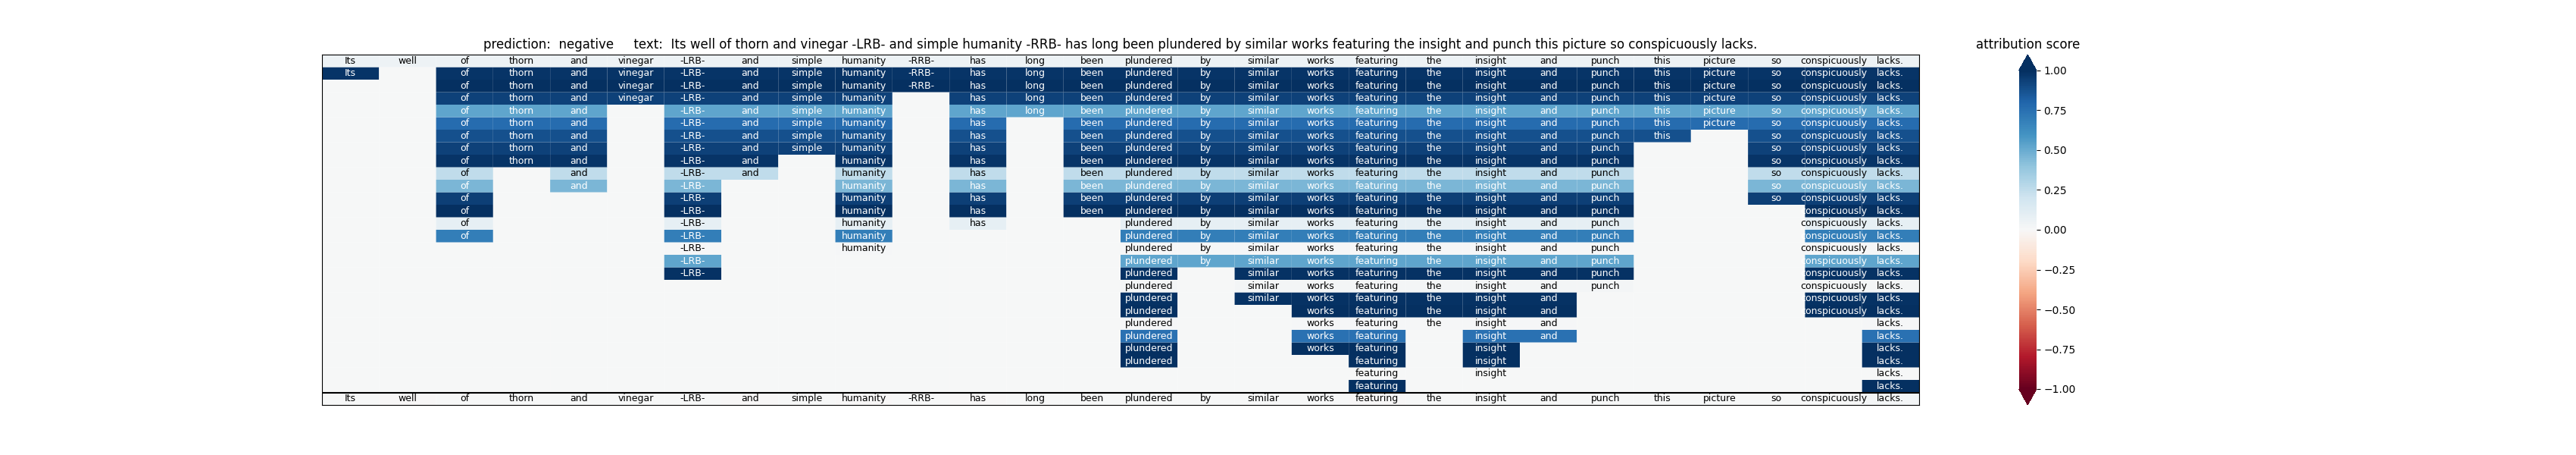 prediction: negative text: Its well of thorn and vinegar -LRB- and simple humanity -RRB- has long been plundered by similar works featuring the insight and punch this picture so conspicuously lacks.
attribution score
Its well of thorn and vinegar -LRB- and simple humanity -RRB- has long been plundered by similar works featuring the insight and punch this picture so conspicuously lacks.
Its of thorn and vinegar -LRB- and simple humanity -RRB- has long been plundered by similar works featuring the insight and punch this picture so conspicuously lacks.
of thorn and vinegar -LRB- and simple humanity -RRB- has long been plundered by similar works featuring the insight and punch this picture so conspicuously lacks.
of thorn and vinegar -LRB- and simple humanity has long been plundered by similar works featuring the insight and punch this picture so conspicuously lacks.
of thorn and -LRB- and simple humanity has long been plundered by similar works featuring the insight and punch this picture so conspicuously lacks.
of thorn and -LRB- and simple humanity has been plundered by similar works featuring the insight and punch this picture so conspicuously lacks.
of thorn and -LRB- and simple humanity has been plundered by similar works featuring the insight and punch this so conspicuously lacks.
of thorn and -LRB- and simple humanity has been plundered by similar works featuring the insight and punch so conspicuously lacks.
of thorn and -LRB- and humanity has been plundered by similar works featuring the insight and punch so conspicuously lacks.
of and -LRB- and humanity has been plundered by similar works featuring the insight and punch so conspicuously lacks.
of and -LRB- humanity has been plundered by similar works featuring the insight and punch so conspicuously lacks.
of -LRB- humanity has been plundered by similar works featuring the insight and punch so conspicuously lacks.
of -LRB- humanity has been plundered by similar works featuring the insight and punch onspicuously lacks.
of -LRB- humanity has plundered by similar works featuring the insight and punch conspicuously lacks.
of -LRB- humanity plundered by similar works featuring the insight and punch onspicuously lacks.
-LRB- humanity plundered by similar works featuring the insight and punch conspicuously lacks.
-LRB- plundered by similar works featuring the insight and punch onspicuously lacks.
-LRB- plundered similar works featuring the insight and punch onspicuously lacks.
plundered similar works featuring the insight and punch conspicuously lacks.
plundered similar works featuring the insight and onspicuously lacks.
plundered works featuring the insight and onspicuously lacks.
plundered works featuring the insight and lacks.
plundered works featuring insight and lacks.
plundered works featuring insight lacks.
plundered featuring insight lacks.
featuring insight lacks.
featuring lacks.
Its well of thorn and vinegar -LRB- and simple humanity -RRB- has long been plundered by similar works featuring the insight and punch this picture so conspicuously lacks.
1.00
0.75
0.50
0.25
0.00
−0.25
−0.50
−0.75
−1.00